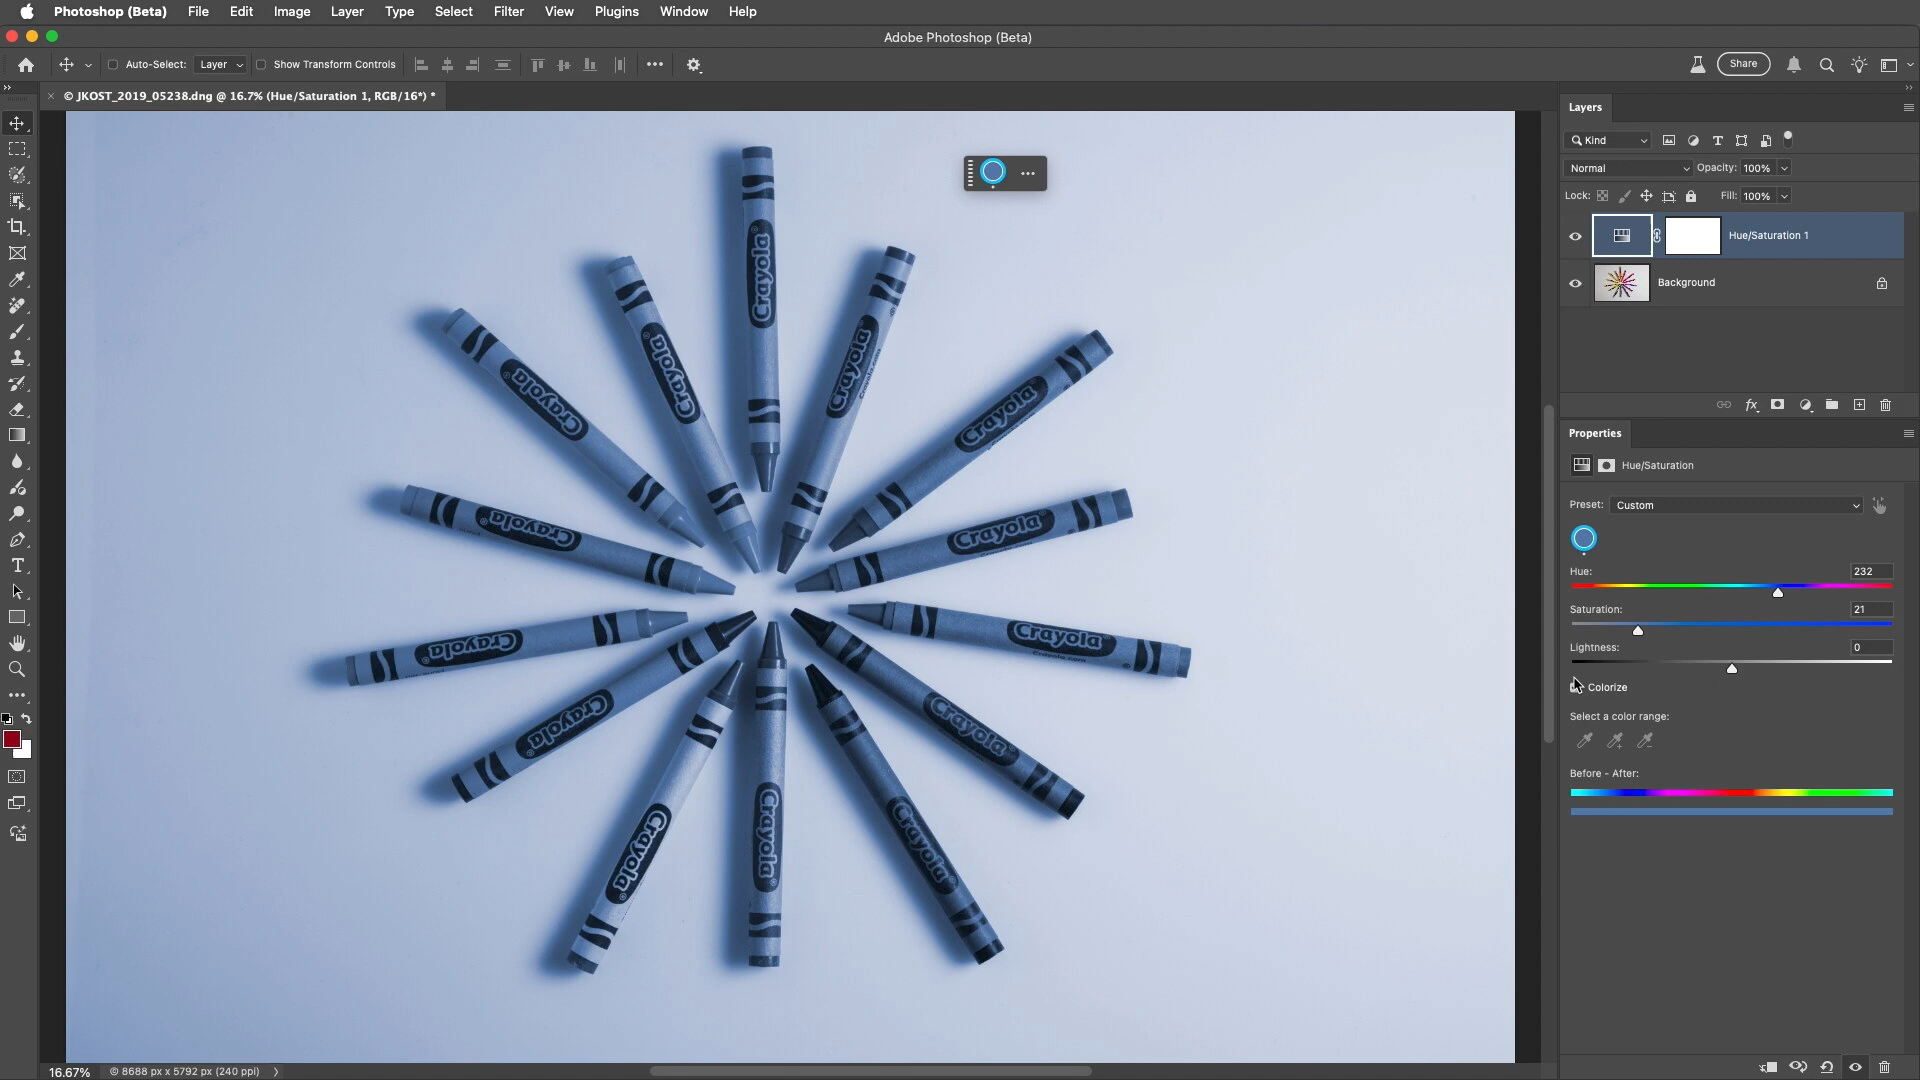 Photoshop (Beta) File Edit Image Layer Type Select Filter View Plugins Window Help
Adobe Photoshop (Beta)
Auto-Select: Layer Show Transform Controls ••• Share
× © JKOST_2019_05238.dng @ 16.7% (Hue/Saturation 1, RGB/16*) *
Layers
Kind
Normal Opacity: 100%
Lock: Fill: 100%
Hue/Saturation 1
Background
fx
Properties
Hue/Saturation
Preset: Custom
Hue: 232
Saturation: 21
Lightness: 0
Colorize
Select a color range:
Before - After:
Crayola
Crayola
Crayola
Crayola
Crayola
Crayola
Crayola
Crayola
Crayola
Crayola
Crayola
Crayola
Crayola
Crayola
16.67% © 8688 px x 5792 px (240 ppi)